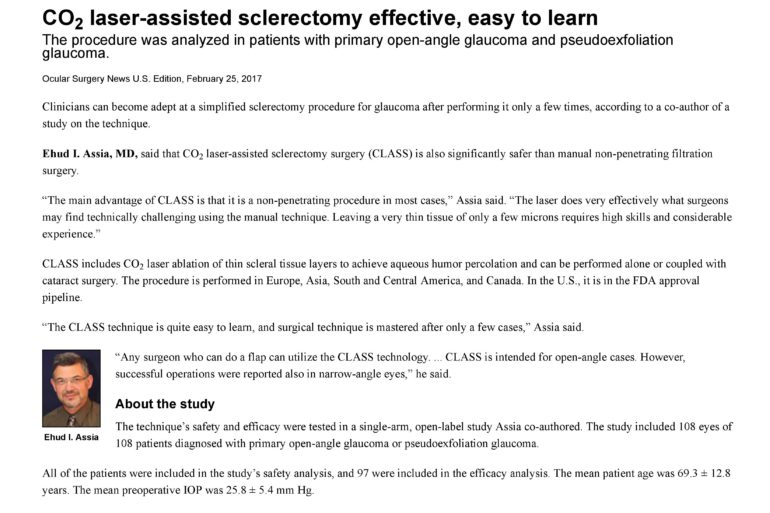 CO2 laser-assisted sclerectomy effective, easy to learn
The procedure was analyzed in patients with primary open-angle glaucoma and pseudoexfoliation
glaucoma.
Ocular Surgery News U.S. Edition, February 25, 2017
Clinicians can become adept at a simplified sclerectomy procedure for glaucoma after performing it only a few times, according to a co-author of a
study on the technique.
Ehud I. Assia, MD, said that CO2 laser-assisted sclerectomy surgery (CLASS) is also significantly safer than manual non-penetrating filtration
surgery.
“The main advantage of CLASS is that it is a non-penetrating procedure in most cases,” Assia said. “The laser does very effectively what surgeons
may find technically challenging using the manual technique. Leaving a very thin tissue of only a few microns requires high skills and considerable
experience.”
CLASS includes CO2 laser ablation of thin scleral tissue layers to achieve aqueous humor percolation and can be performed alone or coupled with
cataract surgery. The procedure is performed in Europe, Asia, South and Central America, and Canada. In the U.S., it is in the FDA approval
pipeline.
“The CLASS technique is quite easy to learn, and surgical technique is mastered after only a few cases,” Assia said.
“Any surgeon who can do a flap can utilize the CLASS technology. ... CLASS is intended for open-angle cases. However,
successful operations were reported also in narrow-angle eyes,” he said.
About the study
Ehud I. Assia
The technique’s safety and efficacy were tested in a single-arm, open-label study Assia co-authored. The study included 108 eyes of
108 patients diagnosed with primary open-angle glaucoma or pseudoexfoliation glaucoma.
All of the patients were included in the study’s safety analysis, and 97 were included in the efficacy analysis. The mean patient age was 69.3 ± 12.8
years. The mean preoperative IOP was 25.8 ± 5.4 mm Hg.